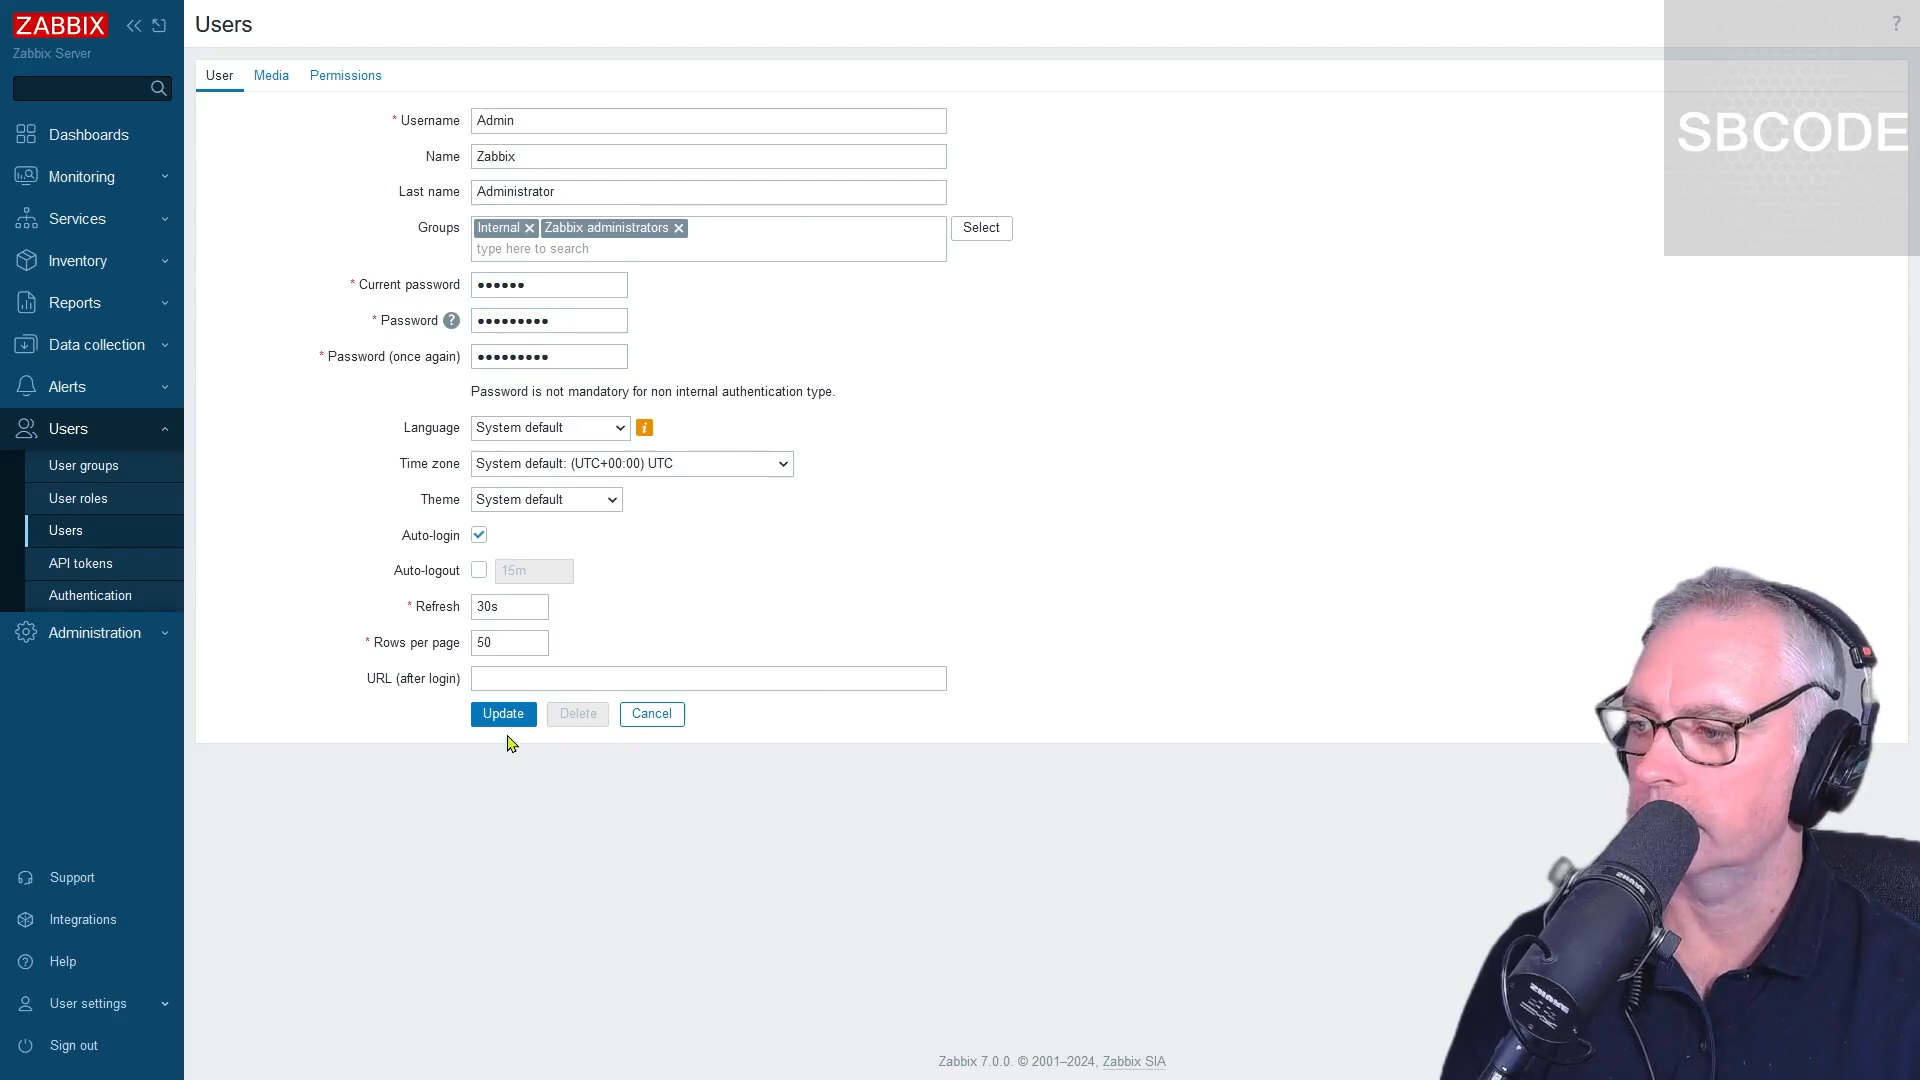 ZABBIX
Zabbix Server
Dashboards
Monitoring
Services
Inventory
Reports
Data collection
Alerts
Users
User groups
User roles
Users
API tokens
Authentication
Administration
Support
Integrations
Help
User settings
Sign out
Users
?
User Media Permissions
* Username Admin
Name Zabbix
Last name Administrator
Groups Internal Zabbix administrators Select
type here to search
* Current password ••••••
* Password ? •••••••••
* Password (once again) •••••••••
Password is not mandatory for non internal authentication type.
Language System default i
Time zone System default: (UTC+00:00) UTC
Theme System default
Auto-login
Auto-logout 15m
* Refresh 30s
* Rows per page 50
URL (after login)
Update Delete Cancel
Zabbix 7.0.0. © 2001–2024, Zabbix SIA
SBCODE
SHURE